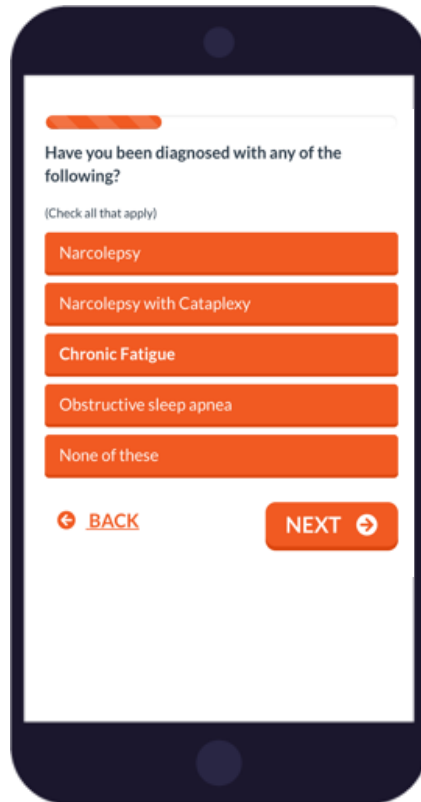 Have you been diagnosed with any of the
following?
(Check all that apply)
Narcolepsy
Narcolepsy with Cataplexy
Chronic Fatigue
Obstructive sleep apnea
None of these
BACK
NEXT